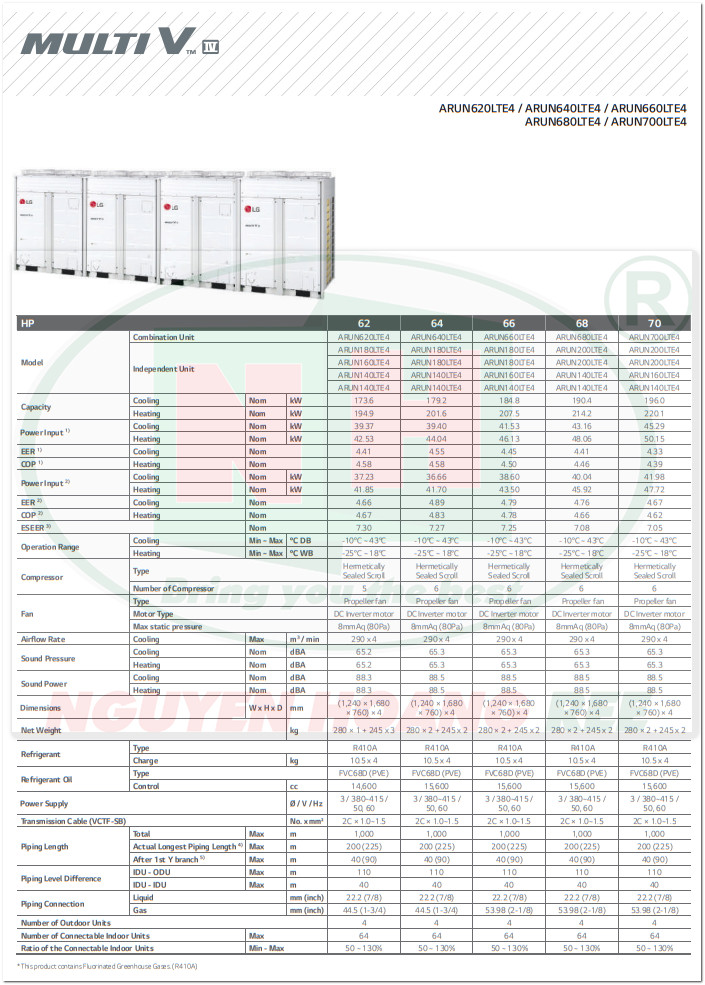 MULTI V™ IV
ARUN620LTE4 / ARUN640LTE4 / ARUN660LTE4
ARUN680LTE4 / ARUN700LTE4
LG LG LG LG
®
HP 62 64 66 68 70
Model Combination Unit ARUN620LTE4 ARUN640LTE4 ARUN660LTE4 ARUN680LTE4 ARUN700LTE4
Independent Unit ARUN180LTE4 ARUN180LTE4 ARUN180LTE4 ARUN200LTE4 ARUN200LTE4
ARUN160LTE4 ARUN180LTE4 ARUN200LTE4 ARUN200LTE4 ARUN200LTE4
ARUN140LTE4 ARUN140LTE4 ARUN140LTE4 ARUN140LTE4 ARUN160LTE4
ARUN140LTE4 ARUN140LTE4 ARUN140LTE4 ARUN140LTE4 ARUN140LTE4
Capacity Cooling Nom kW 173.6 179.2 184.8 190.4 196.0
Heating Nom kW 194.9 201.6 207.5 214.2 220.1
Power Input 1) Cooling Nom kW 39.37 39.40 41.53 43.16 45.29
Heating Nom kW 42.53 44.04 46.13 48.06 50.15
EER 1) Cooling Nom 4.41 4.55 4.45 4.41 4.33
COP 1) Heating Nom 4.58 4.58 4.50 4.46 4.39
Power Input 2) Cooling Nom kW 37.23 36.66 38.60 40.04 41.98
Heating Nom kW 41.85 41.70 43.50 45.92 47.72
EER 2) Cooling Nom 4.66 4.89 4.79 4.76 4.67
COP 2) Heating Nom 4.67 4.83 4.78 4.66 4.62
ESEER 3) Nom 7.30 7.27 7.25 7.08 7.05
Operation Range Cooling Min ~ Max °C DB -10°C ~ 43°C -10°C ~ 43°C -10°C ~ 43°C -10°C ~ 43°C -10°C ~ 43°C
Heating Min ~ Max °C WB -25°C ~ 18°C -25°C ~ 18°C -25°C ~ 18°C -25°C ~ 18°C -25°C ~ 18°C
Compressor Type Hermetically Sealed Scroll Hermetically Sealed Scroll Hermetically Sealed Scroll Hermetically Sealed Scroll Hermetically Sealed Scroll
Number of Compressor 5 6 6 6 6
Bring you the best
Fan Type Propeller fan Propeller fan Propeller fan Propeller fan Propeller fan
Motor Type DC Inverter motor DC Inverter motor DC Inverter motor DC Inverter motor DC Inverter motor
Max static pressure 8mmAq (80Pa) 8mmAq (80Pa) 8mmAq (80Pa) 8mmAq (80Pa) 8mmAq (80Pa)
Airflow Rate Cooling Max m³ / min 290 x 4 290 x 4 290 x 4 290 x 4 290 x 4
Sound Pressure Cooling Nom dBA 65.2 65.3 65.3 65.3 65.3
Heating Nom dBA 65.2 65.3 65.3 65.3 65.3
Sound Power Cooling Nom dBA 88.3 88.5 88.5 88.5 88.5
Heating Nom dBA 88.3 88.5 88.5 88.5 88.5
Dimensions W x H x D mm (1,240 × 1,680 × 760) × 4 (1,240 × 1,680 × 760) × 4 (1,240 × 1,680 × 760) × 4 (1,240 × 1,680 × 760) × 4 (1,240 × 1,680 × 760) × 4
Net Weight kg 280 × 1 + 245 x 3 280 × 2 + 245 x 2 280 × 2 + 245 x 2 280 × 2 + 245 x 2 280 × 2 + 245 x 2
Refrigerant Type R410A R410A R410A R410A R410A
Charge kg 10.5 x 4 10.5 x 4 10.5 x 4 10.5 x 4 10.5 x 4
Refrigerant Oil Type FVC68D (PVE) FVC68D (PVE) FVC68D (PVE) FVC68D (PVE) FVC68D (PVE)
Control cc 14,600 15,600 15,600 15,600 15,600
Power Supply Ø / V / Hz 3 / 380~415 / 50, 60 3 / 380~415 / 50, 60 3 / 380~415 / 50, 60 3 / 380~415 / 50, 60 3 / 380~415 / 50, 60
Transmission Cable (VCTF-SB) No. x mm² 2C × 1.0~1.5 2C × 1.0~1.5 2C × 1.0~1.5 2C × 1.0~1.5 2C × 1.0~1.5
Piping Length Total Max m 1,000 1,000 1,000 1,000 1,000
Actual Longest Piping Length 4) Max m 200 (225) 200 (225) 200 (225) 200 (225) 200 (225)
After 1st Y branch 5) Max m 40 (90) 40 (90) 40 (90) 40 (90) 40 (90)
Piping Level Difference IDU - ODU Max m 110 110 110 110 110
IDU - IDU Max m 40 40 40 40 40
Piping Connection Liquid mm (inch) 22.2 (7/8) 22.2 (7/8) 22.2 (7/8) 22.2 (7/8) 22.2 (7/8)
Gas mm (inch) 44.5 (1-3/4) 44.5 (1-3/4) 53.98 (2-1/8) 53.98 (2-1/8) 53.98 (2-1/8)
Number of Outdoor Units 4 4 4 4 4
Number of Connectable Indoor Units Max 64 64 64 64 64
Ratio of the Connectable Indoor Units Min - Max 50 ~ 130% 50 ~ 130% 50 ~ 130% 50 ~ 130% 50 ~ 130%
* This product contains Fluorinated Greenhouse Gases. (R410A)